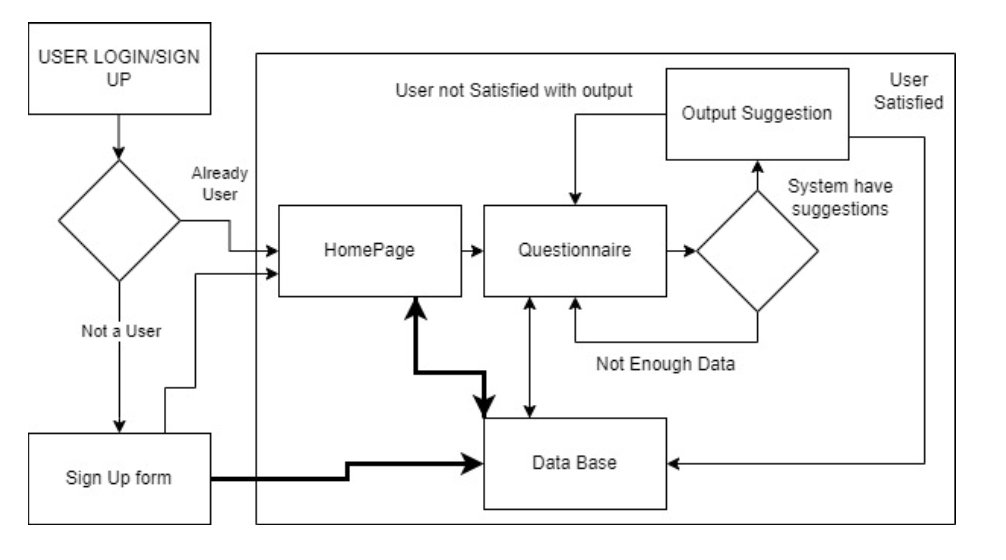 USER LOGIN/SIGN
UP
User not Satisfied with output
Output Suggestion
User
Satisfied
Already
User
System have
suggestions
HomePage
Questionnaire
Not a User
Not Enough Data
Sign Up form
Data Base